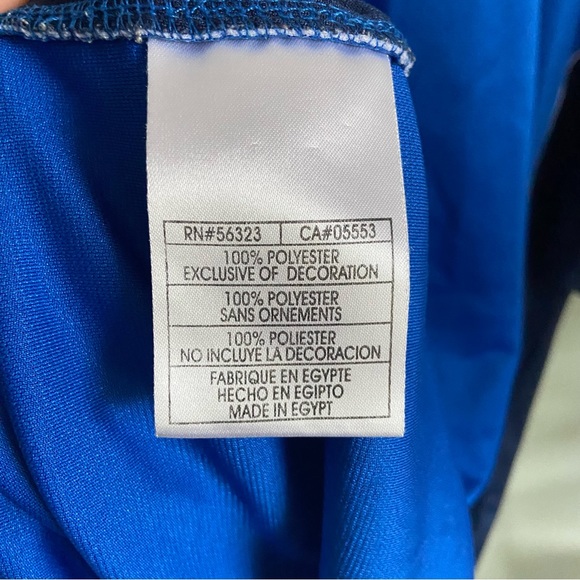 RN#56323 CA#05553
100% POLYESTER
EXCLUSIVE OF DECORATION
100% POLYESTER
SANS ORNEMENTS
100% POLIESTER
NO INCLUYE LA DECORACION
FABRIQUE EN EGYPTE
HECHO EN EGIPTO
MADE IN EGYPT